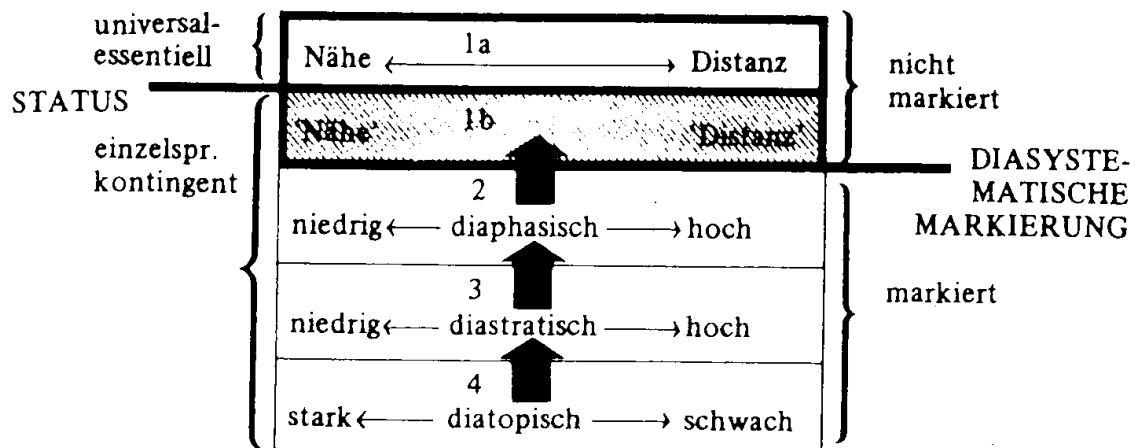 universal-
essentiell
1a
Nähe
Distanz
nicht
markiert
STATUS
1b
'Nähe'
'Distanz'
einzelspr.
kontingent
DIASYSTE-
MATISCHE
MARKIERUNG
2
niedrig
diaphasisch
hoch
markiert
3
niedrig
diastratisch
hoch
4
stark
diatopisch
schwach